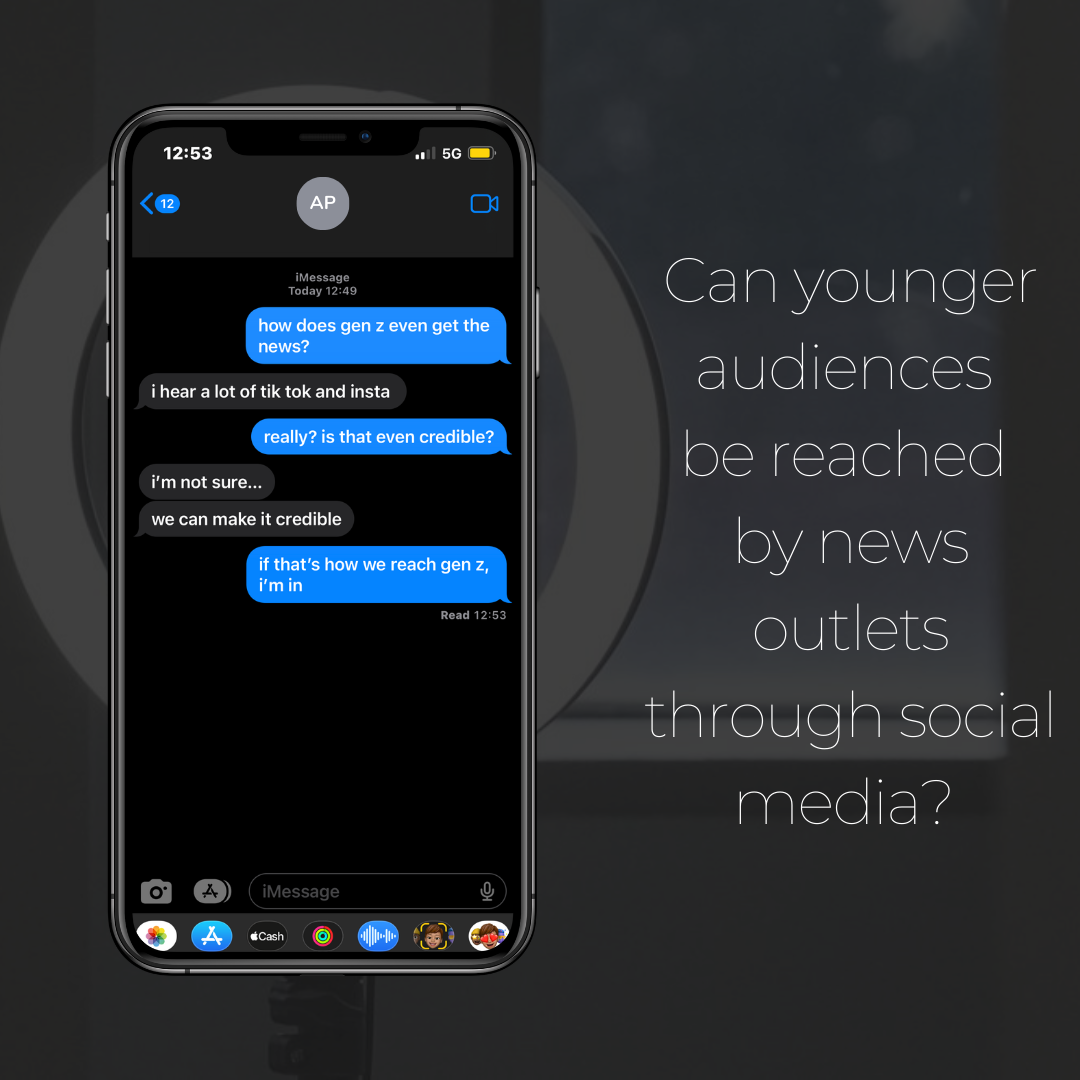 12:53
5G
12
AP
iMessage
Today 12:49
how does gen z even get the
news?
i hear a lot of tik tok and insta
really? is that even credible?
i'm not sure...
we can make it credible
if that's how we reach gen z,
i'm in
Read 12:53
iMessage
Cash
Can younger
audiences
be reached
by news
outlets
through social
media?